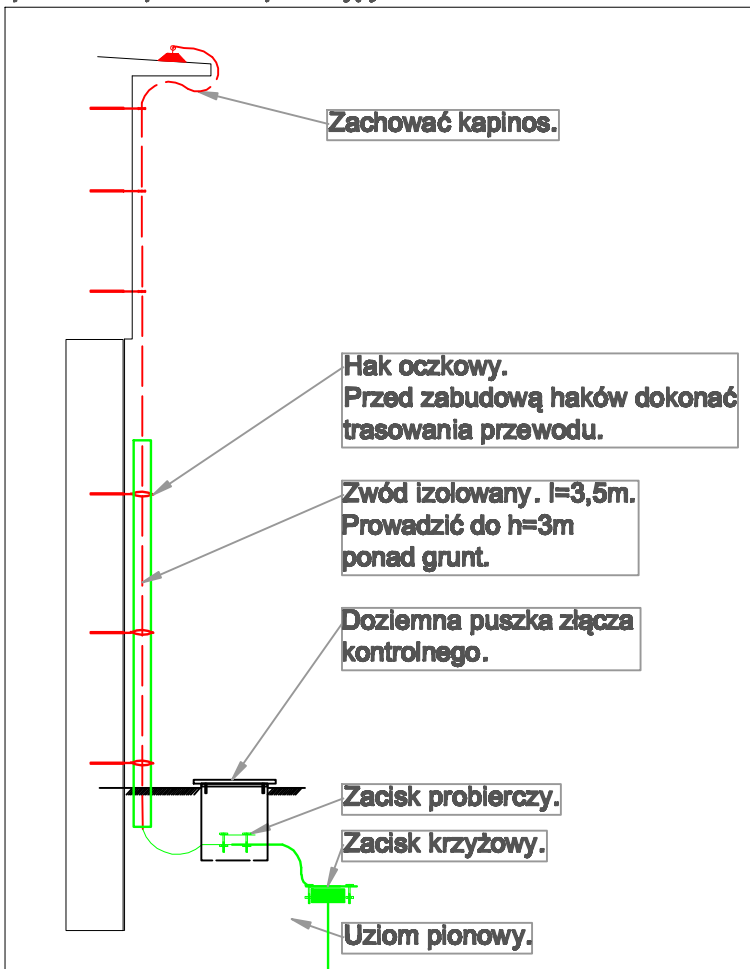 Zachować kapinos.
Hak oczkowy.
Przed zabudową haków dokonać
trasowania przewodu.
Zwód izolowany. l=3,5m.
Prowadzić do h=3m
ponad grunt.
Doziemna puszka złącza
kontrolnego.
Zacisk probierczy.
Zacisk krzyżowy.
Uziom pionowy.